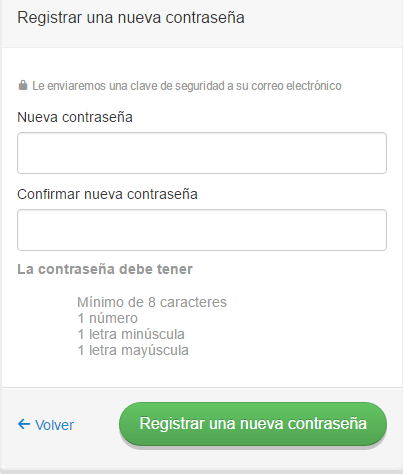 Registrar una nueva contraseña
Le enviaremos una clave de seguridad a su correo electrónico
Nueva contraseña
Confirmar nueva contraseña
La contraseña debe tener
Mínimo de 8 caracteres
1 número
1 letra minúscula
1 letra mayúscula
Volver
Registrar una nueva contraseña